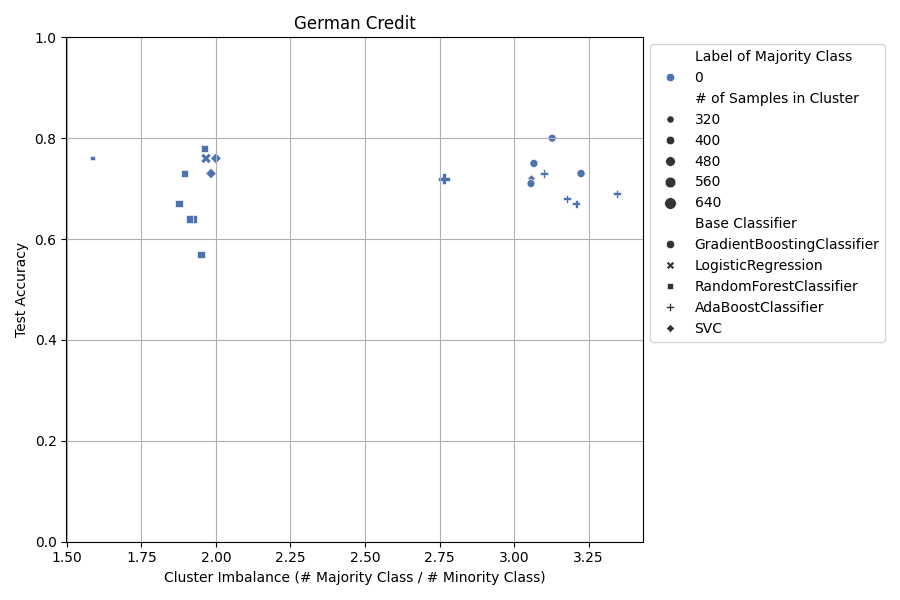 German Credit
1.0
0.8
0.6
0.4
0.2
0.0
Test Accuracy
1.50 1.75 2.00 2.25 2.50 2.75 3.00 3.25
Cluster Imbalance (# Majority Class / # Minority Class)
Label of Majority Class
0
# of Samples in Cluster
320
400
480
560
640
Base Classifier
GradientBoostingClassifier
LogisticRegression
RandomForestClassifier
AdaBoostClassifier
SVC